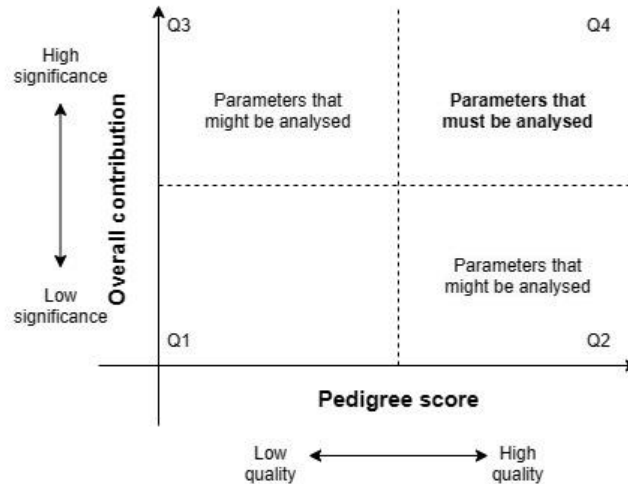 Q3
Q4
High
significance
Parameters that
might be analysed
Parameters that
must be analysed
Overall contribution
Parameters that
might be analysed
Low
significance
Q1
Q2
Pedigree score
Low
quality
High
quality